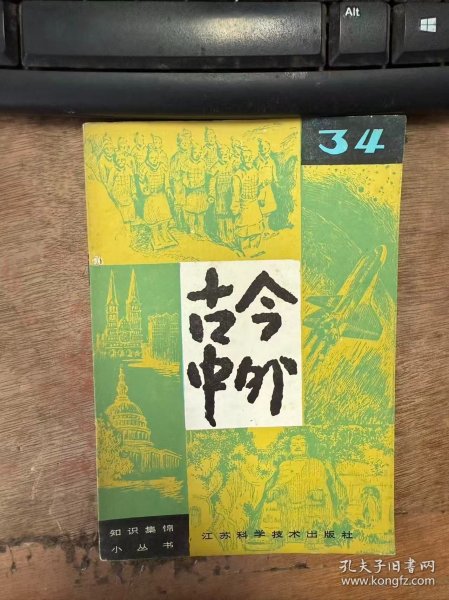 Alt
34
古今
中外
知识集锦
小丛书
江苏科学技术出版社
孔夫子旧书网
www.kongfz.com